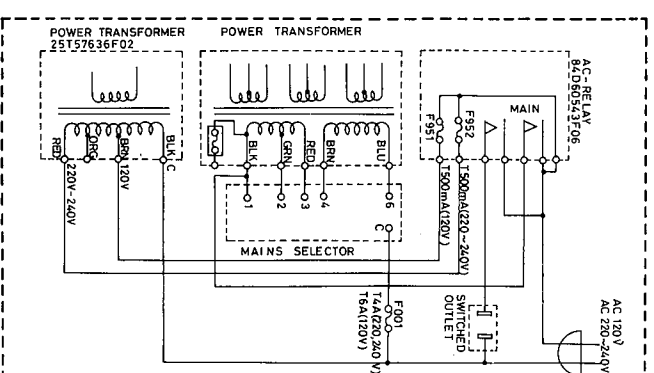 POWER TRANSFORMER
25T57636F02
POWER TRANSFORMER
AC-RELAY
84D60543F06
MAIN
F951
F952
RED
ORG
BRN
BLK
C
220V-240V
120V
BLK
GRN
RED
BRN
BLU
1
2
3
4
6
C
MAINS SELECTOR
T500mA(120V)
T500mA(220~240V)
F001
T4A(220,240V)
T6A(120V)
SWITCHED
OUTLET
AC 120V
AC 220~240V